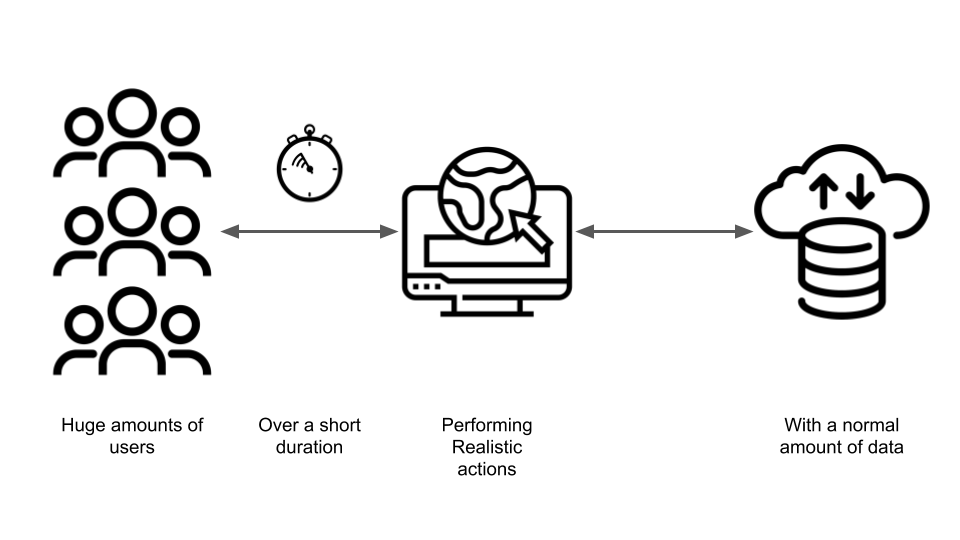 Huge amounts of
users
Over a short
duration
Performing
Realistic
actions
With a normal
amount of data